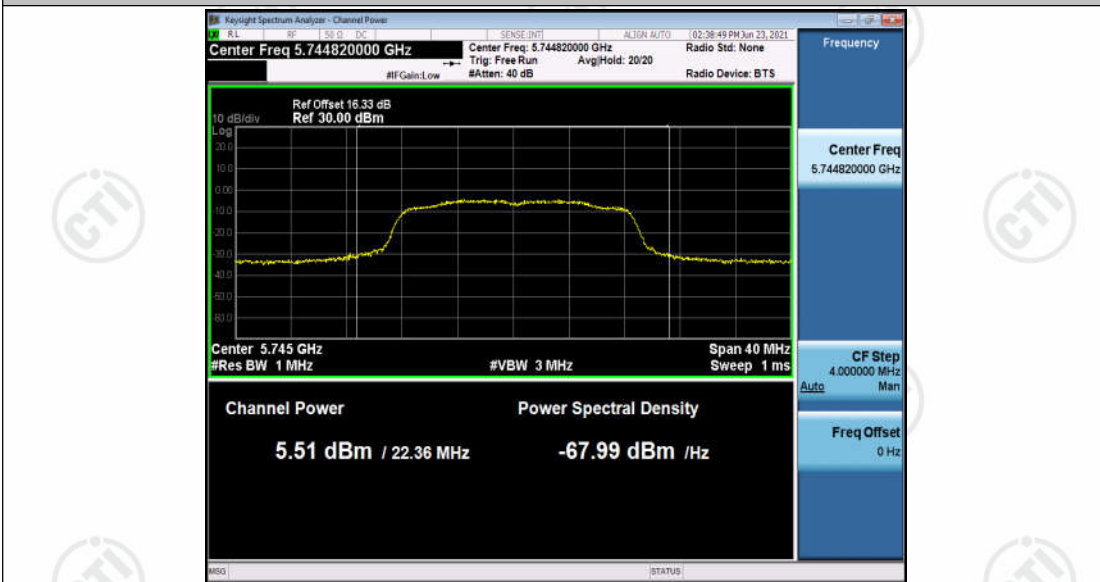 Keysight Spectrum Analyzer - Channel Power
RL RF 50 Ω DC SENSE:INT ALIGN AUTO 02:38:49 PM Jun 23, 2021
Center Freq 5.744820000 GHz
Center Freq: 5.744820000 GHz
Radio Std: None
Trig: Free Run Avg|Hold: 20/20
#IFGain:Low
#Atten: 40 dB
Radio Device: BTS
Ref Offset 16.33 dB
10 dB/div Ref 30.00 dBm
Log
20.0
10.0
0.00
-10.0
-20.0
-30.0
-40.0
-50.0
-60.0
Center 5.745 GHz
Span 40 MHz
#Res BW 1 MHz
#VBW 3 MHz
Sweep 1 ms
Channel Power
Power Spectral Density
5.51 dBm / 22.36 MHz
-67.99 dBm /Hz
MSG
STATUS
Frequency
Center Freq
5.744820000 GHz
CF Step
4.000000 MHz
Auto Man
Freq Offset
0 Hz
CTI
CTI
CTI
CTI